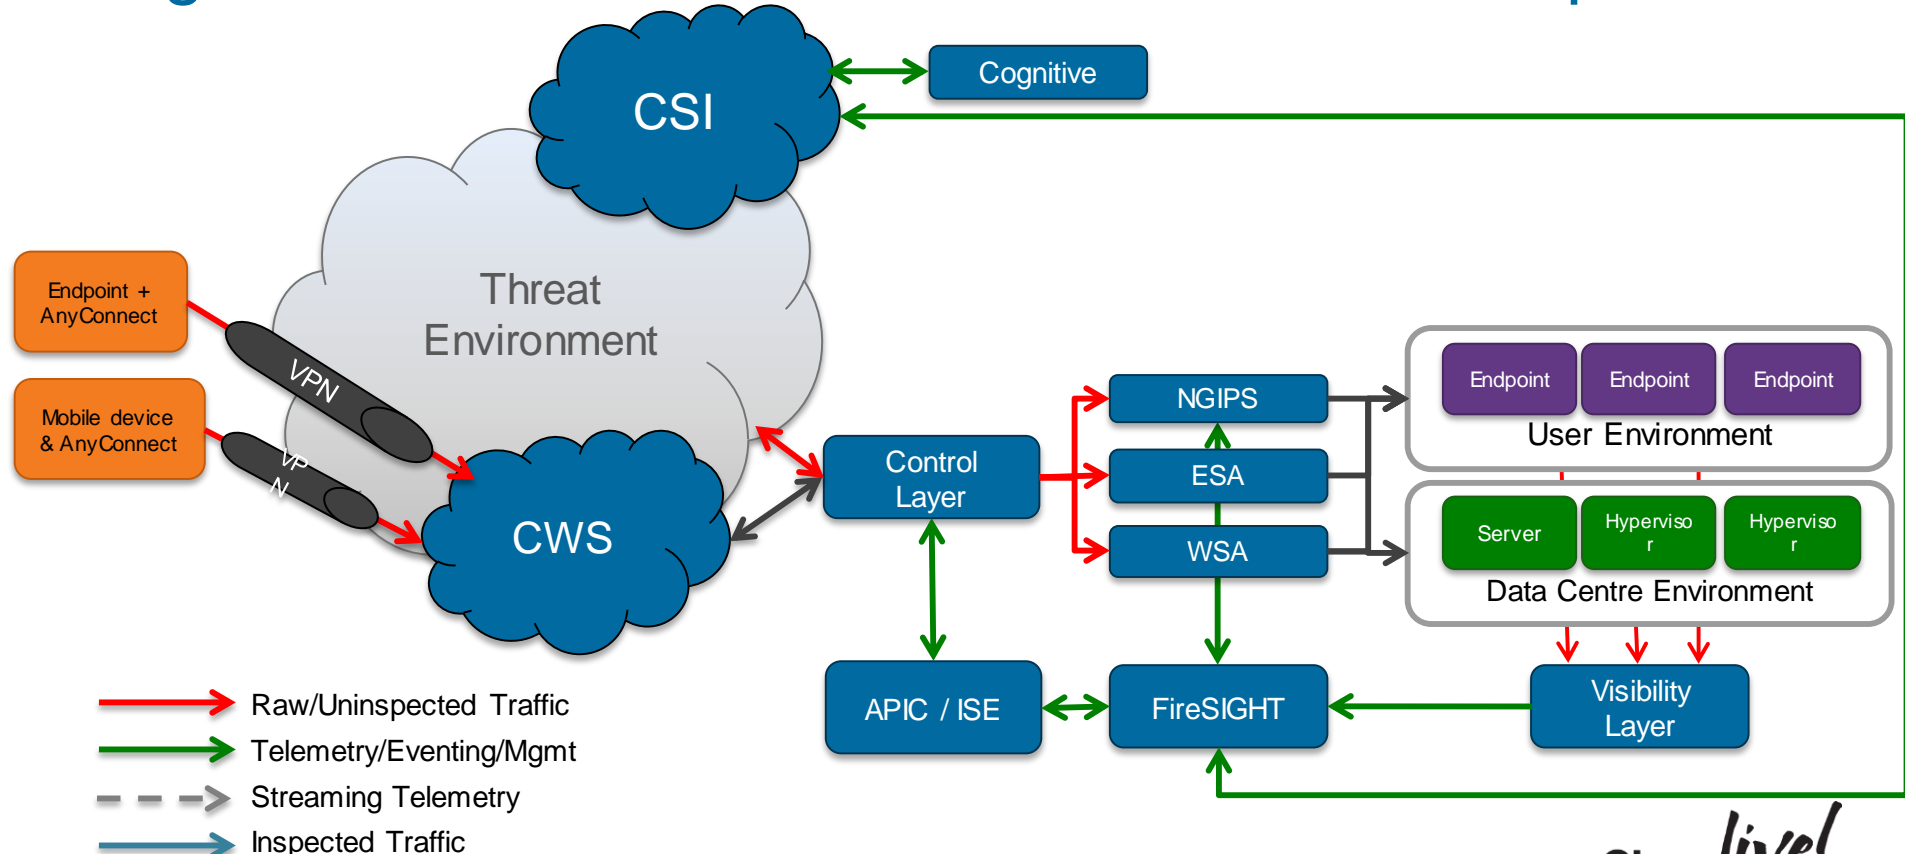 CSI
Cognitive
Threat
Environment
Endpoint +
AnyConnect
VPN
Mobile device
& AnyConnect
VP
N
CWS
Control
Layer
NGIPS
ESA
WSA
Endpoint
Endpoint
Endpoint
User Environment
Server
Hyperviso
r
Hyperviso
r
Data Centre Environment
APIC / ISE
FireSIGHT
Visibility
Layer
Raw/Uninspected Traffic
Telemetry/Eventing/Mgmt
Streaming Telemetry
Inspected Traffic
live!